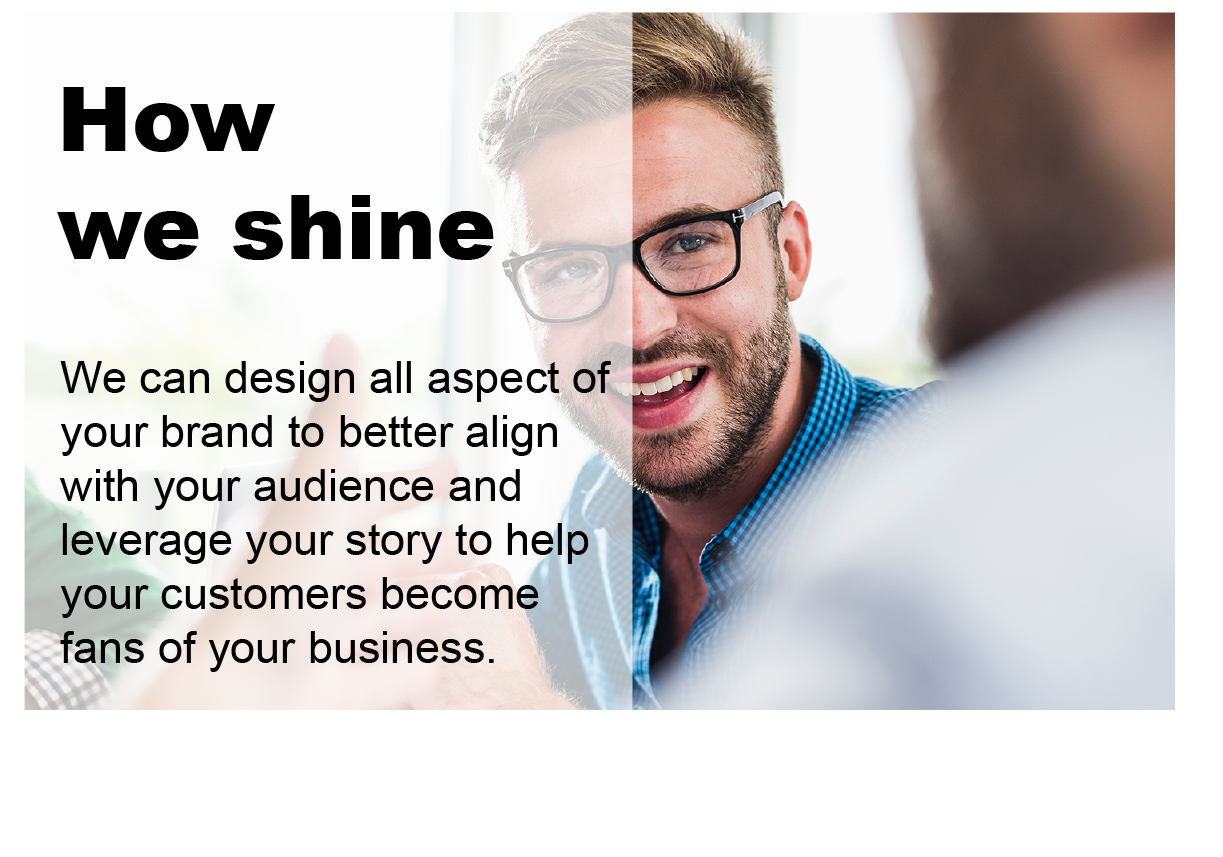 How
we shine
We can design all aspect of
your brand to better align
with your audience and
leverage your story to help
your customers become
fans of your business.